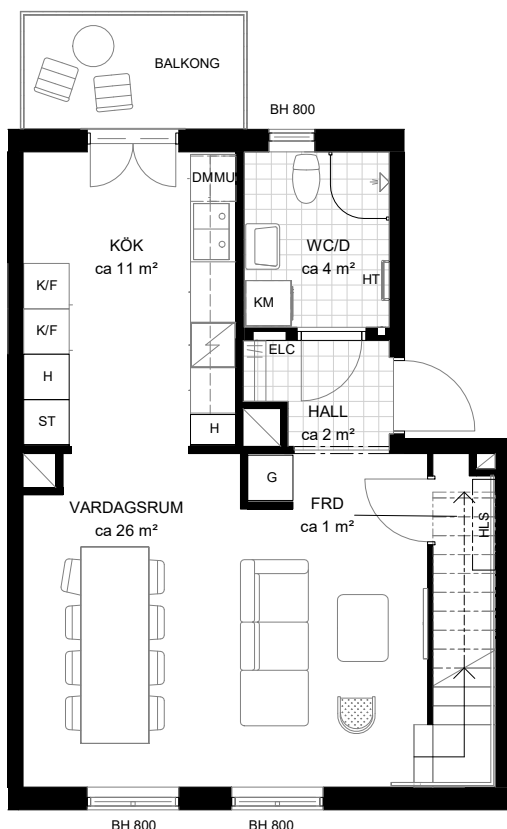 BALKONG
BH 800
DMMU
KÖK
ca 11 m²
WC/D
ca 4 m²
HT
K/F
KM
K/F
ELC
H
HALL
ca 2 m²
ST
H
G
VARDAGSRUM
ca 26 m²
FRD
ca 1 m²
HLS
BH 800
BH 800